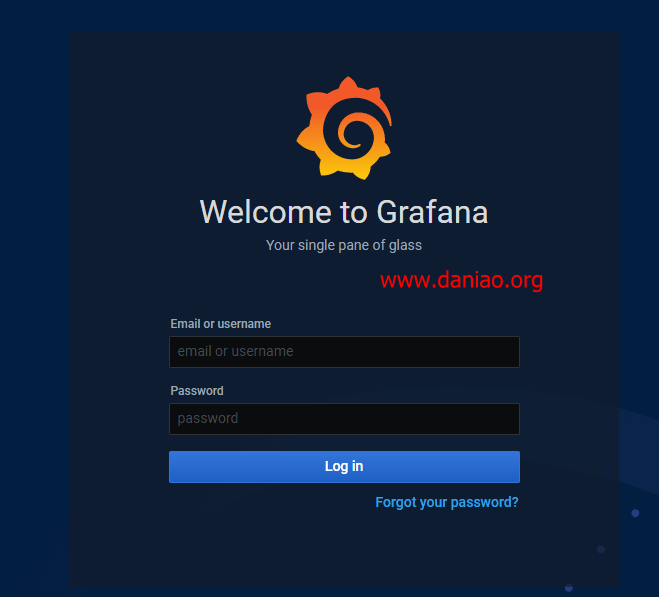 Welcome to Grafana
Your single pane of glass
www.daniao.org
Email or username
email or username
Password
password
Log in
Forgot your password?